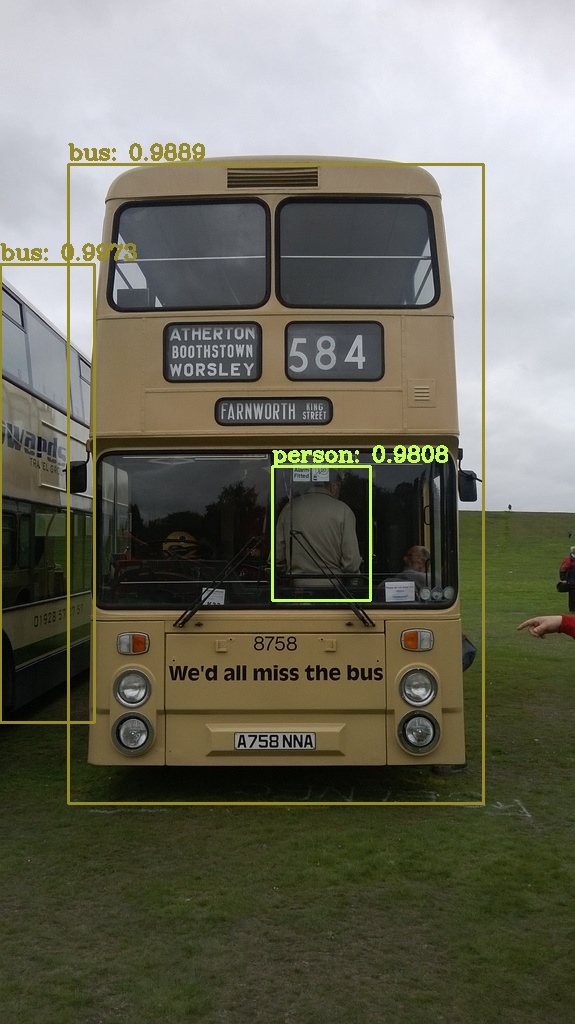 bus: 0.9889
bus: 0.9973
ATHERTON
BOOTHSTOWN
WORSLEY
584
FARNWORTH KING STREET
person: 0.9808
8758
We'd all miss the bus
A758 NNA